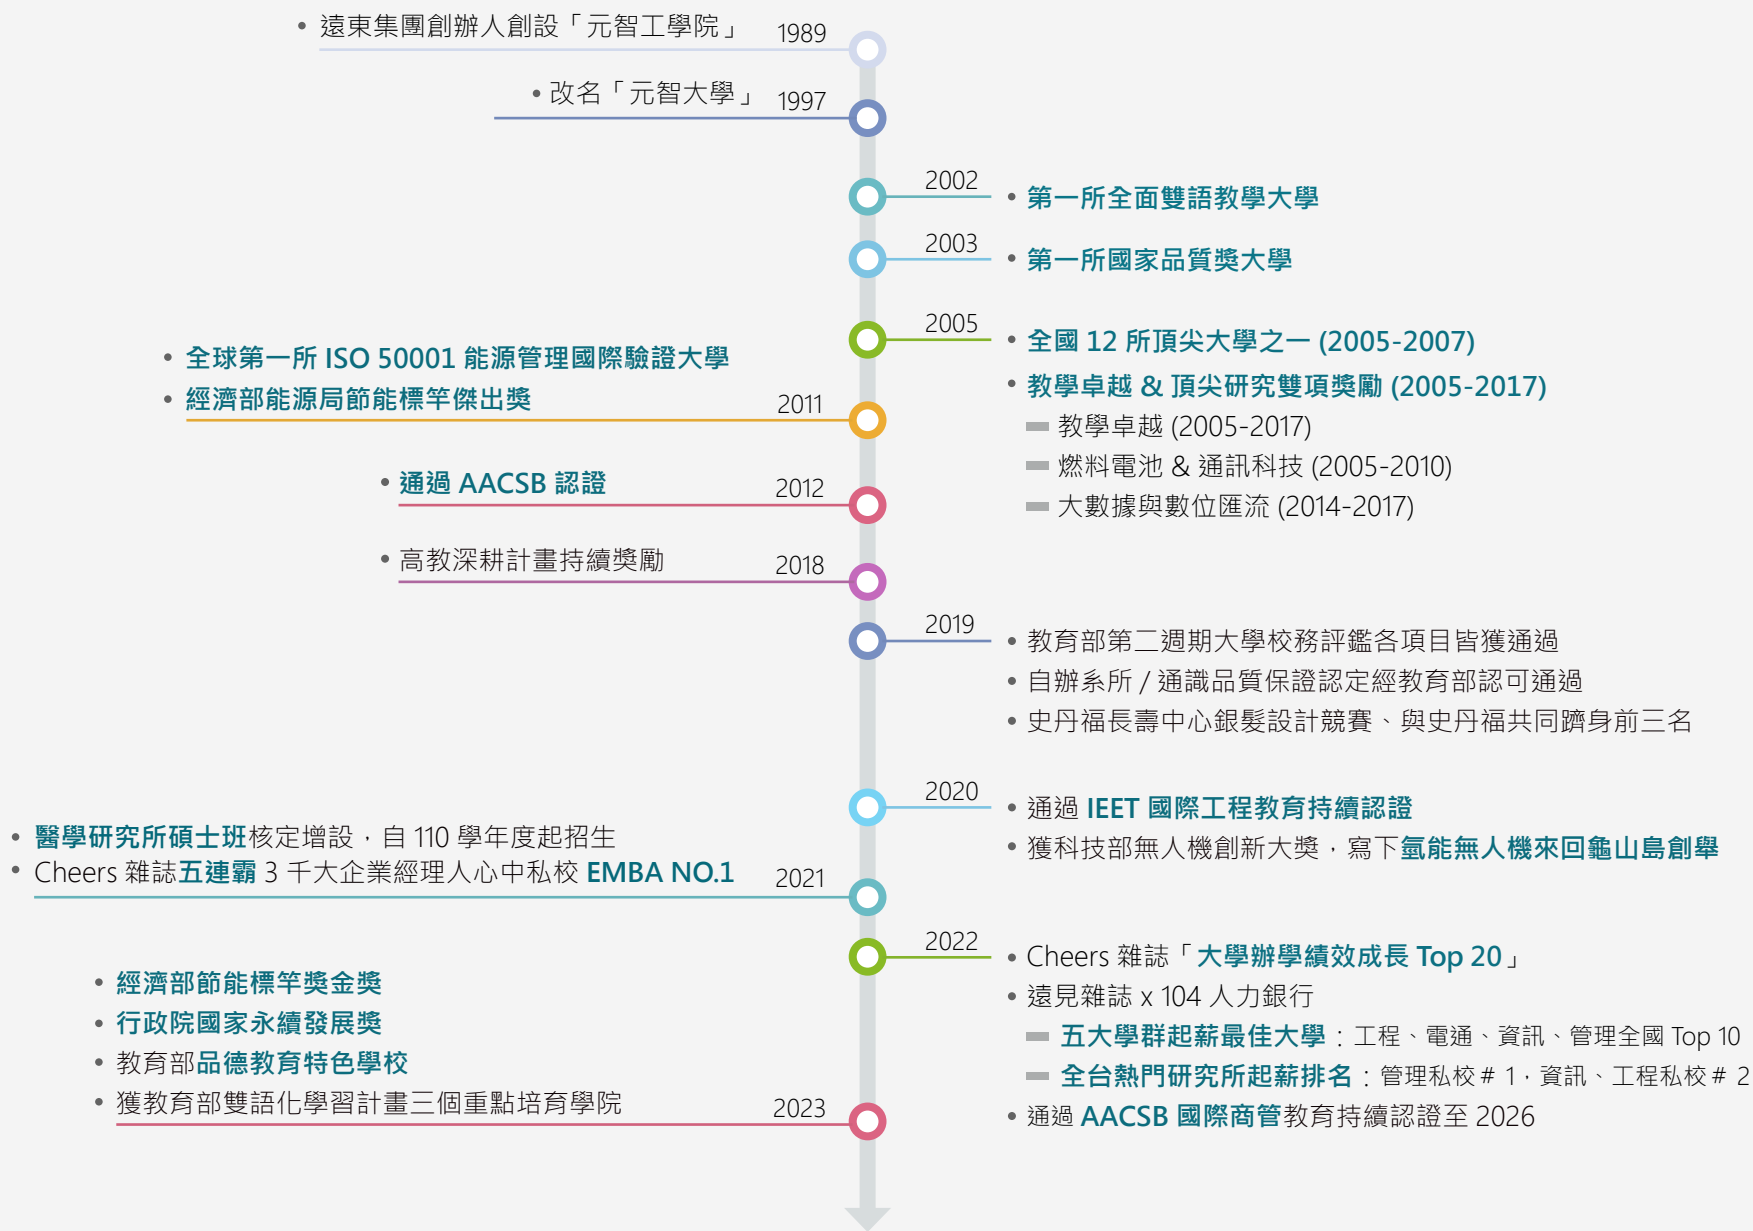 • 遠東集團創辦人創設「元智工學院」 1989
• 改名「元智大學」 1997
2002
• 第一所全面雙語教學大學
2003
• 第一所國家品質獎大學
2005
• 全國 12 所頂尖大學之一 (2005-2007)
• 教學卓越 & 頂尖研究雙項獎勵 (2005-2017)
教學卓越 (2005-2017)
燃料電池 & 通訊科技 (2005-2010)
大數據與數位匯流 (2014-2017)
• 全球第一所 ISO 50001 能源管理國際驗證大學
• 經濟部能源局節能標竿傑出獎 2011
• 通過 AACSB 認證 2012
• 高教深耕計畫持續獎勵 2018
2019
• 教育部第二週期大學校務評鑑各項目皆獲通過
• 自辦系所 / 通識品質保證認定經教育部認可通過
• 史丹福長壽中心銀髮設計競賽、與史丹福共同躋身前三名
2020
• 通過 IEET 國際工程教育持續認證
• 獲科技部無人機創新大獎，寫下氫能無人機來回龜山島創舉
• 醫學研究所碩士班核定增設，自 110 學年度起招生
• Cheers 雜誌五連霸 3 千大企業經理人心中私校 EMBA NO.1 2021
2022
• Cheers 雜誌「大學辦學績效成長 Top 20」
• 遠見雜誌 x 104 人力銀行
五大學群起薪最佳大學：工程、電通、資訊、管理全國 Top 10
全台熱門研究所起薪排名：管理私校＃ 1，資訊、工程私校＃ 2
• 通過 AACSB 國際商管教育持續認證至 2026
• 經濟部節能標竿獎金獎
• 行政院國家永續發展獎
• 教育部品德教育特色學校
• 獲教育部雙語化學習計畫三個重點培育學院 2023